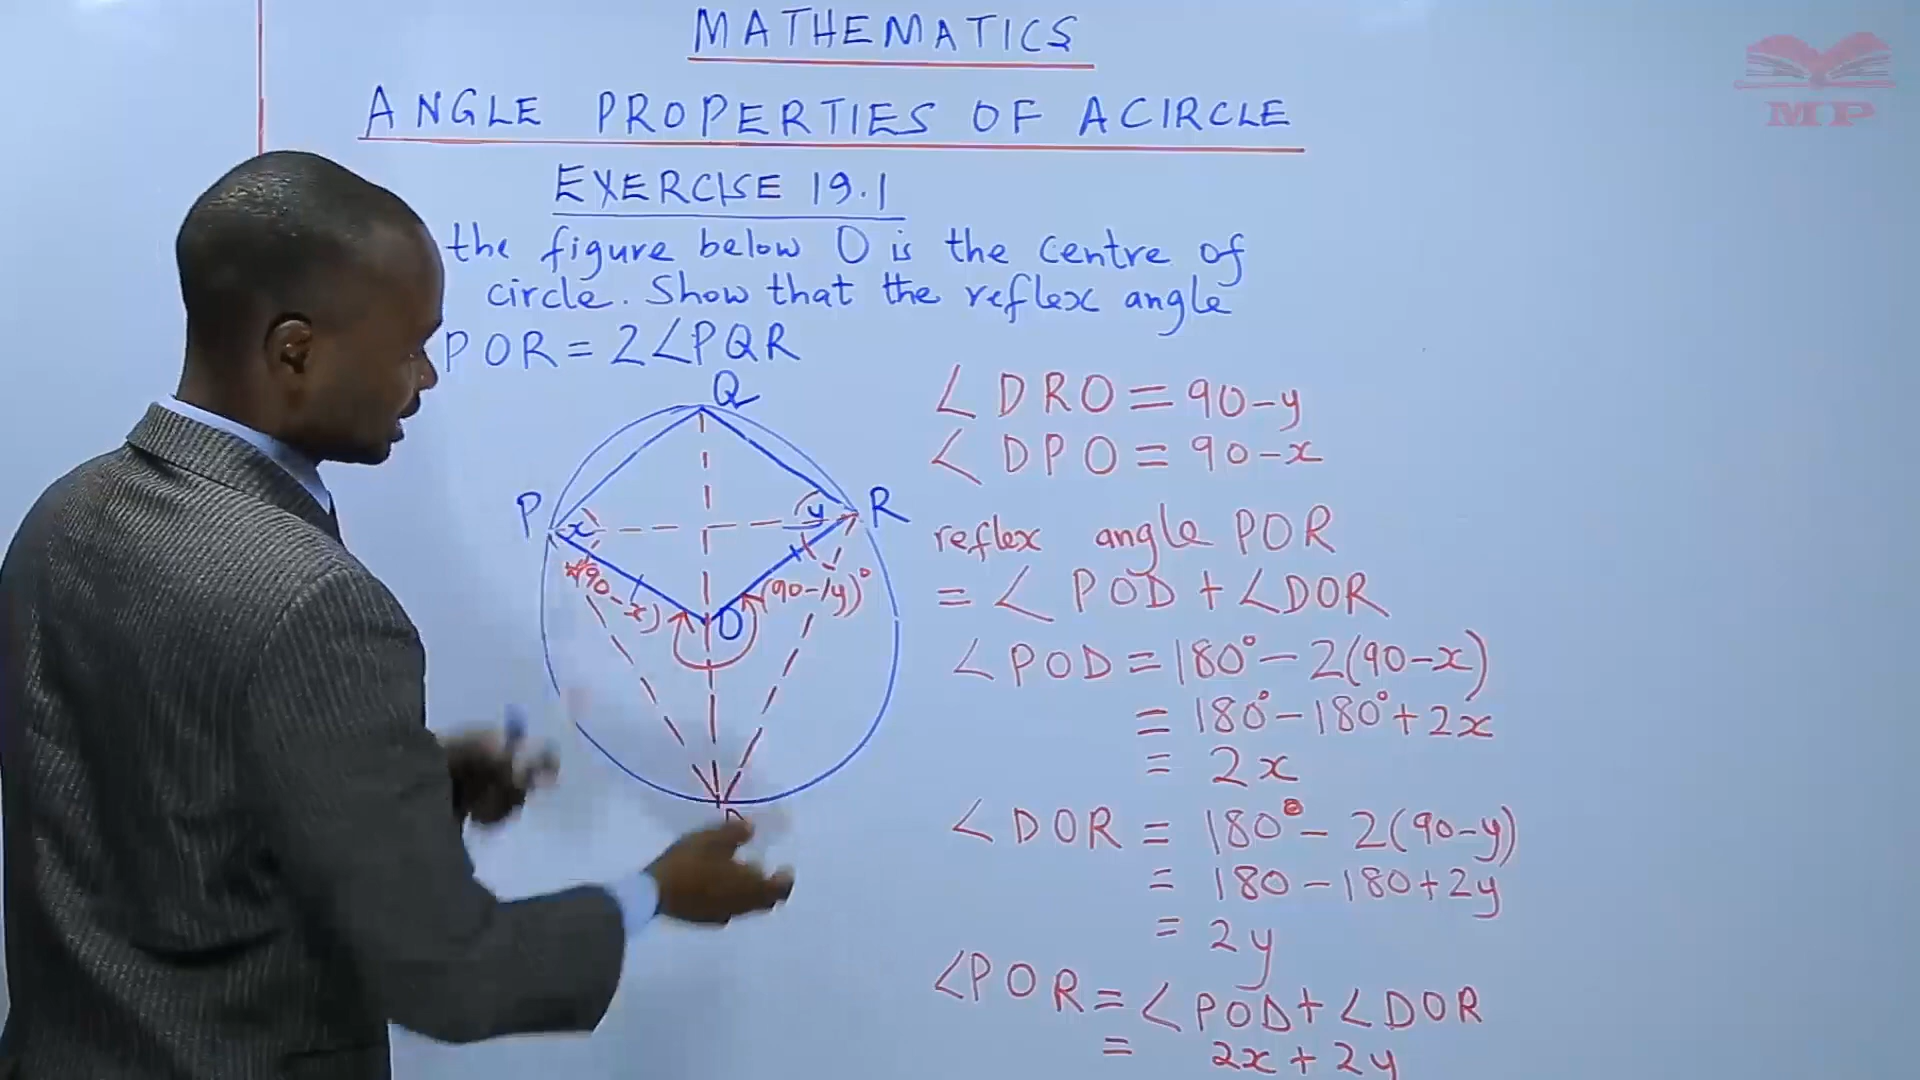 MATHEMATICS
MP
ANGLE PROPERTIES OF A CIRCLE
EXERCISE 19.1
the figure below O is the centre of
circle. Show that the reflex angle
POR = 2∠PQR
Q
P
R
x
y
(90-x)
(90-y)°
O
D
∠DRO = 90-y
∠DPO = 90-x
reflex angle POR
= ∠POD + ∠DOR
∠POD = 180° - 2(90-x)
= 180° - 180° + 2x
= 2x
∠DOR = 180° - 2(90-y)
= 180 - 180 + 2y
= 2y
∠POR = ∠POD + ∠DOR
= 2x + 2y